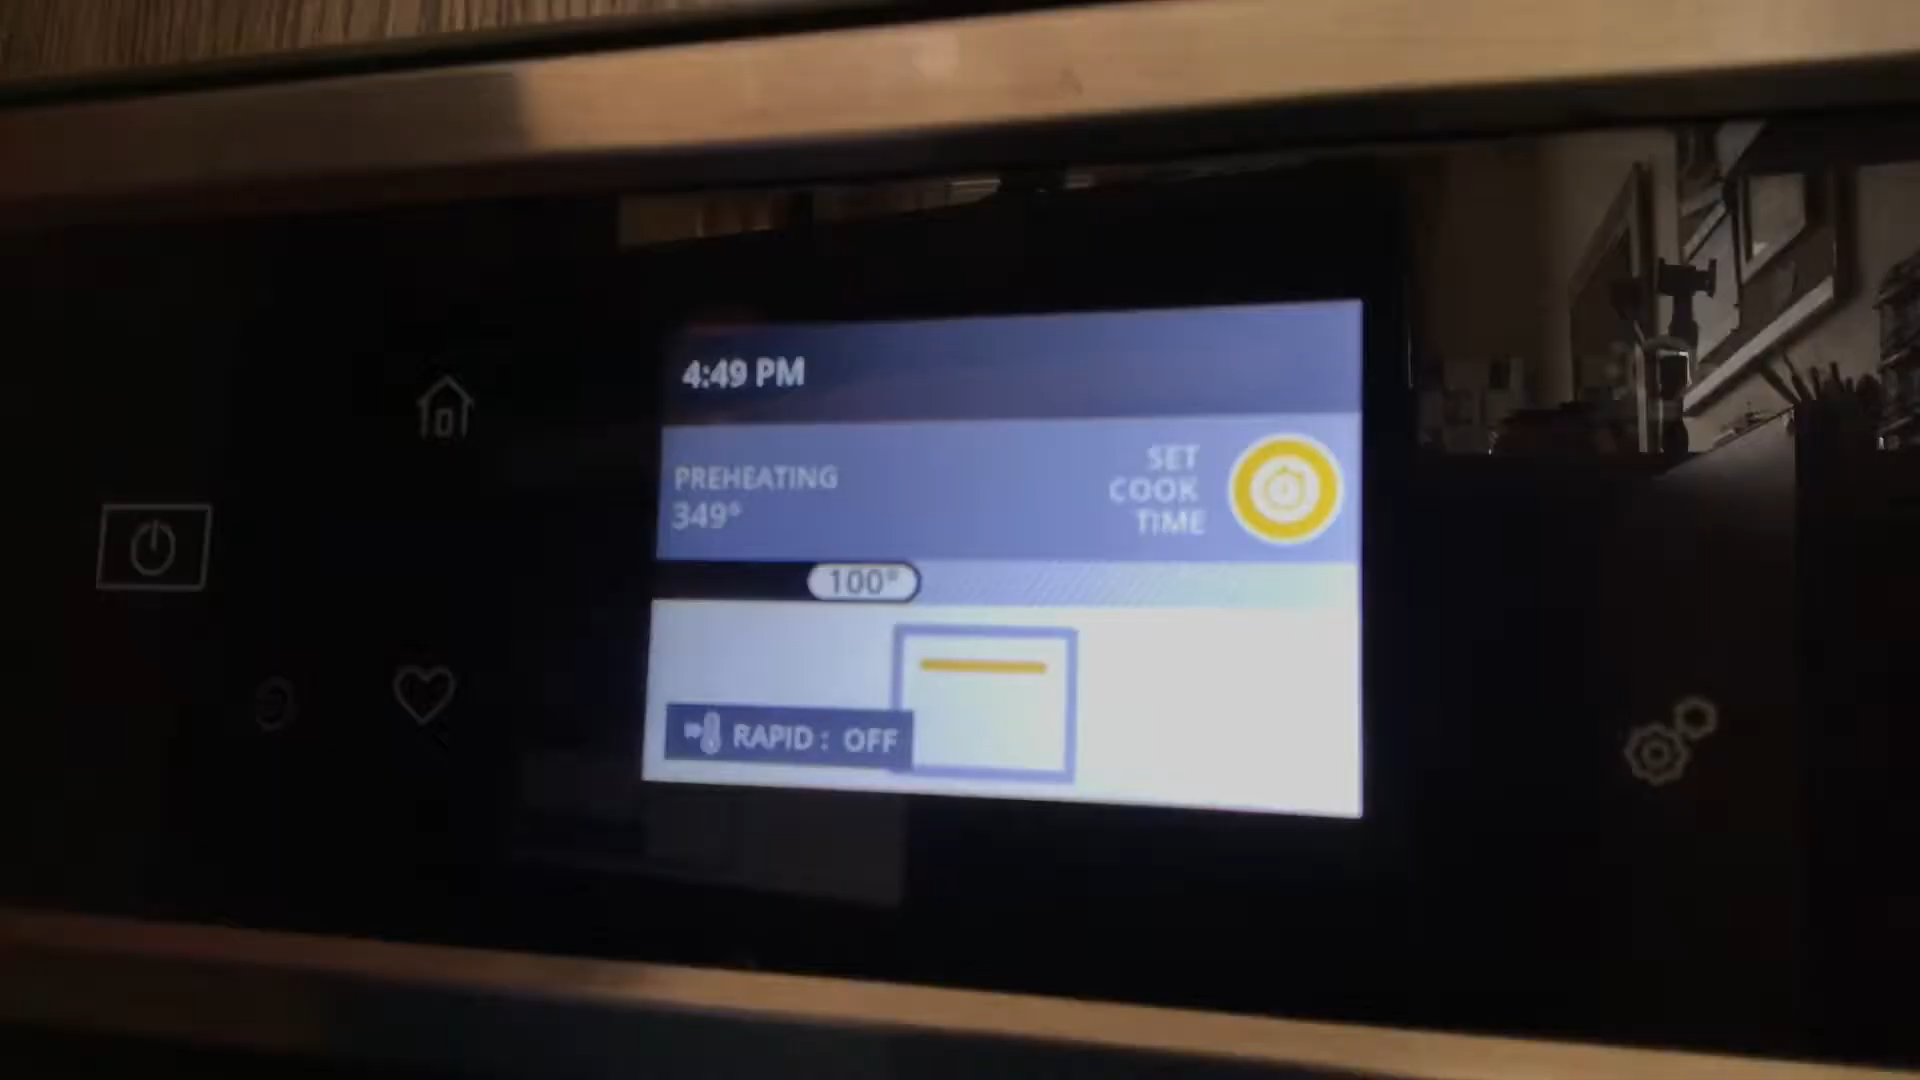 4:49 PM
PREHEATING
349°
SET
COOK
TIME
100°
RAPID: OFF